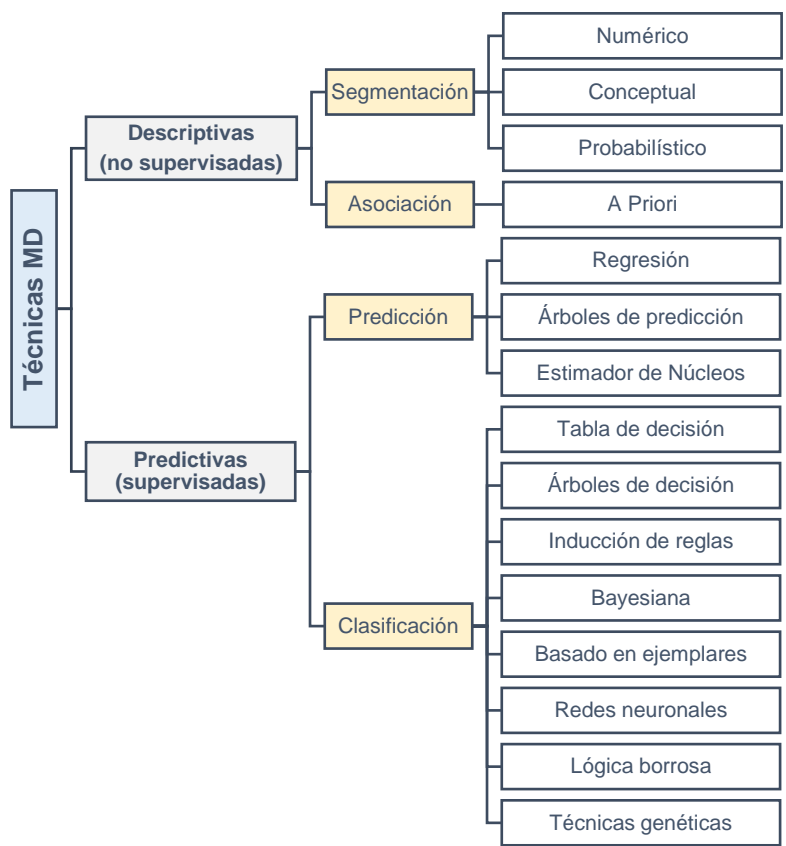 Técnicas MD
Descriptivas
(no supervisadas)
Segmentación
Numérico
Conceptual
Probabilístico
Asociación
A Priori
Predictivas
(supervisadas)
Predicción
Regresión
Árboles de predicción
Estimador de Núcleos
Clasificación
Tabla de decisión
Árboles de decisión
Inducción de reglas
Bayesiana
Basado en ejemplares
Redes neuronales
Lógica borrosa
Técnicas genéticas